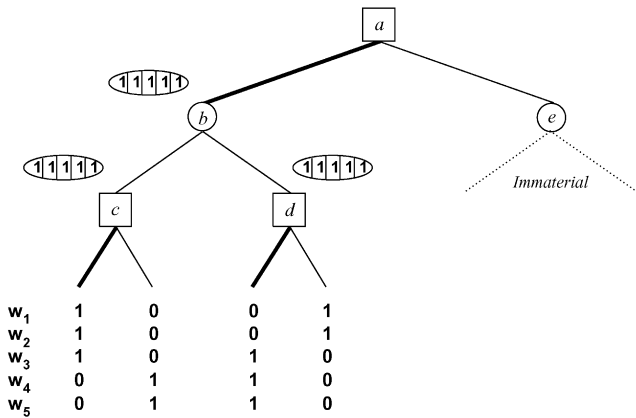 a
11111
b
e
11111
11111
Immaterial
c
d
w1 1 0 0 1
w2 1 0 0 1
w3 1 0 1 0
w4 0 1 1 0
w5 0 1 1 0